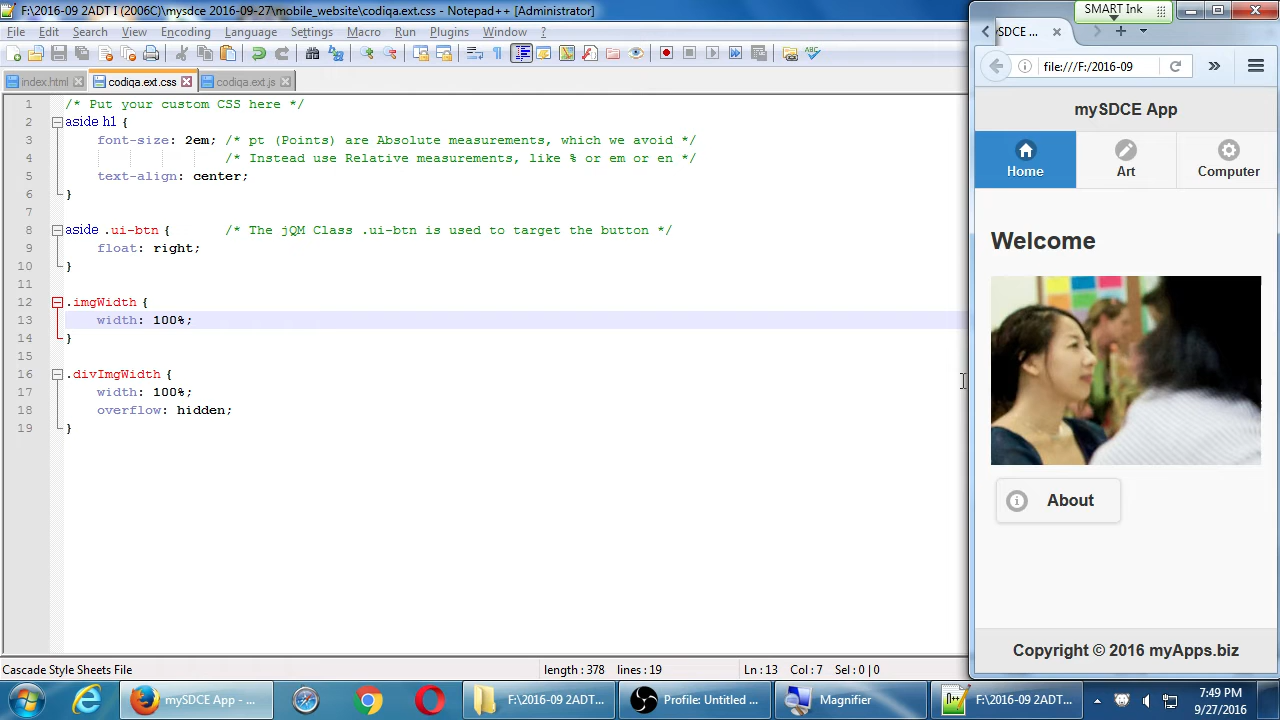 F:\2016-09 2ADT I (2006C)\mysdce 2016-09-27\mobile_website\codiqa.ext.css - Notepad++ [Administrator]
File Edit Search View Encoding Language Settings Macro Run Plugins Window ?
index.html codiqa.ext.css codiqa.ext.js
1 /* Put your custom CSS here */
2 aside h1 {
3 font-size: 2em; /* pt (Points) are Absolute measurements, which we avoid */
4 /* Instead use Relative measurements, like % or em or en */
5 text-align: center;
6 }
7
8 aside .ui-btn { /* The jQM Class .ui-btn is used to target the button */
9 float: right;
10 }
11
12 .imgWidth {
13 width: 100%;
14 }
15
16 .divImgWidth {
17 width: 100%;
18 overflow: hidden;
19 }
Cascade Style Sheets File length : 378 lines : 19 Ln : 13 Col : 7 Sel : 0 | 0
SMART Ink
ySDCE ...
file:///F:/2016-09
mySDCE App
Home Art Computer
Welcome
About
Copyright © 2016 myApps.biz
mySDCE App - ... F:\2016-09 2ADT... Profile: Untitled ... Magnifier F:\2016-09 2ADT... 7:49 PM
9/27/2016